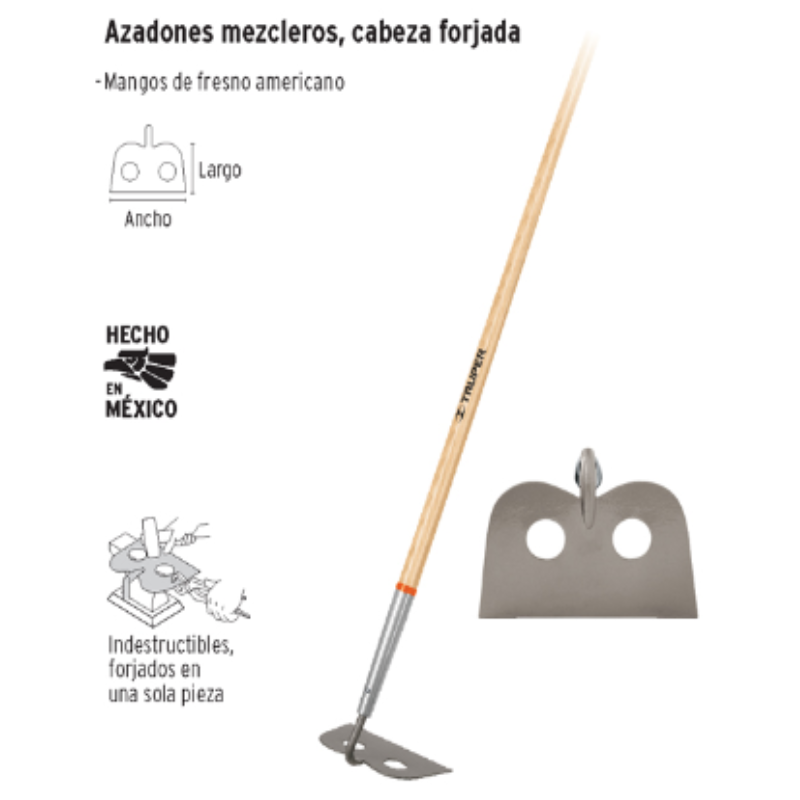 Azadones mezcleros, cabeza forjada
-Mangos de fresno americano
Largo
Ancho
HECHO
EN
MÉXICO
TRUPER
Indestructibles,
forjados en
una sola pieza